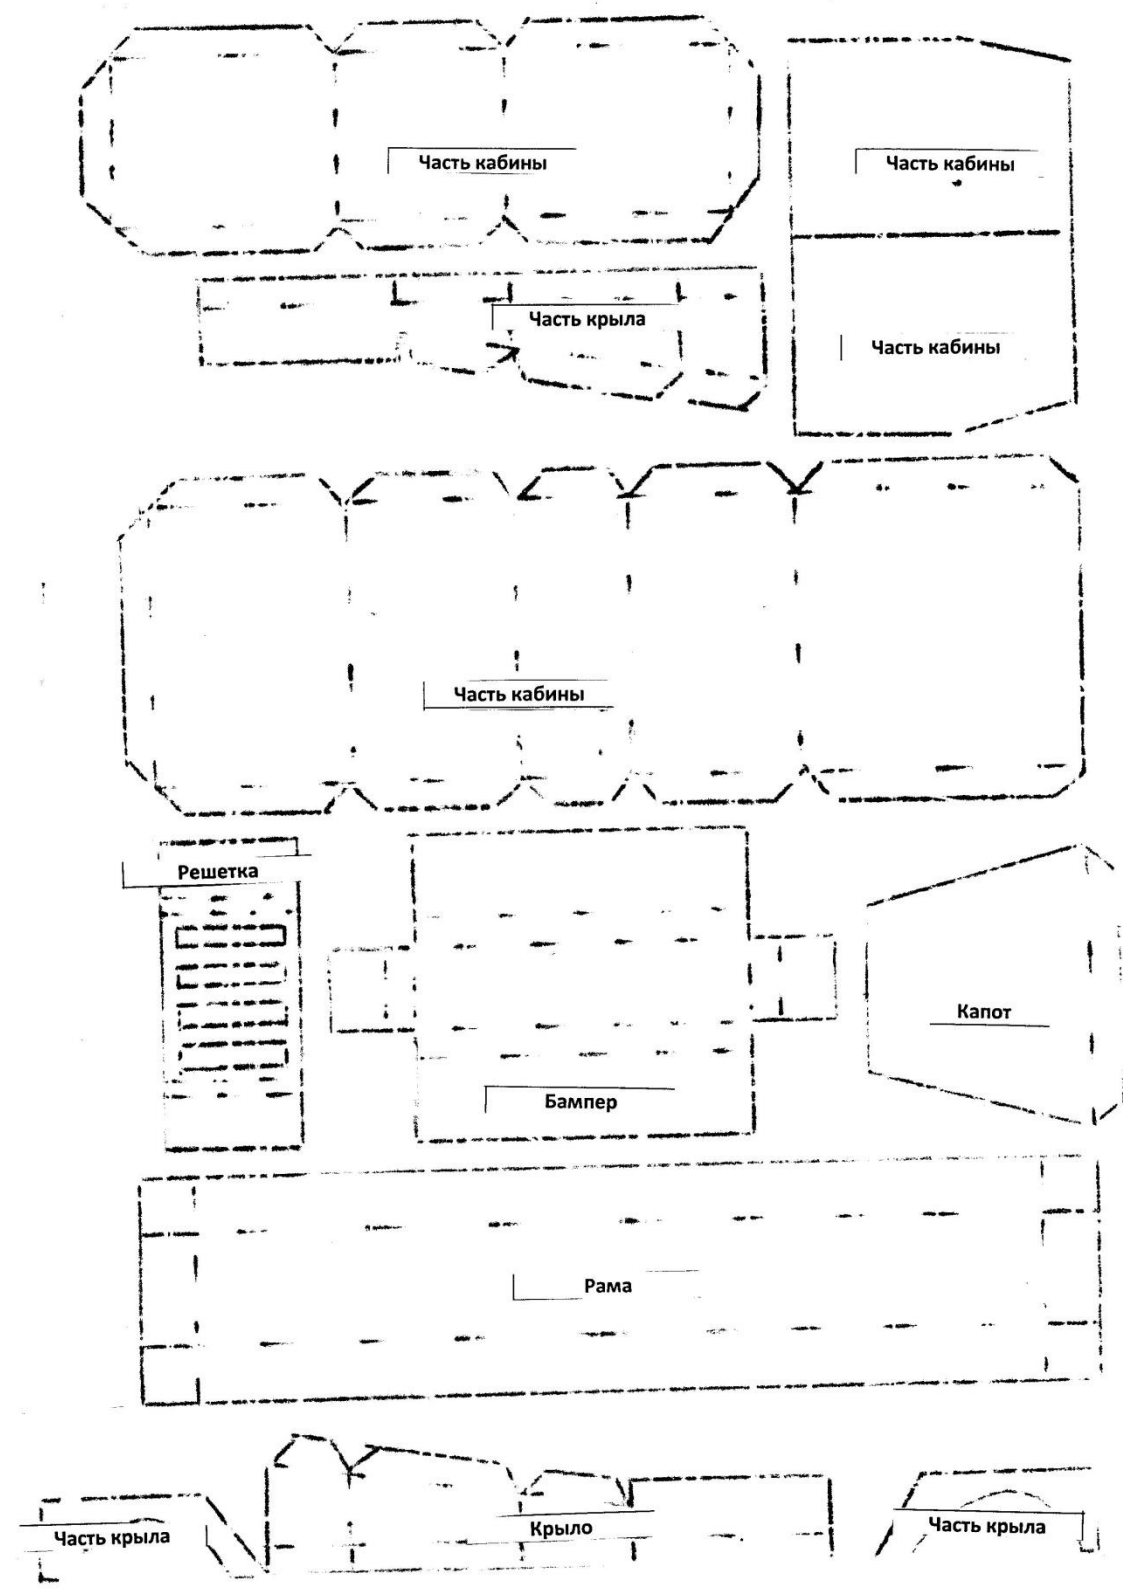 Часть кабины
Часть кабины
Часть крыла
Часть кабины
Часть кабины
Решетка
Капот
Бампер
Рама
Часть крыла
Крыло
Часть крыла